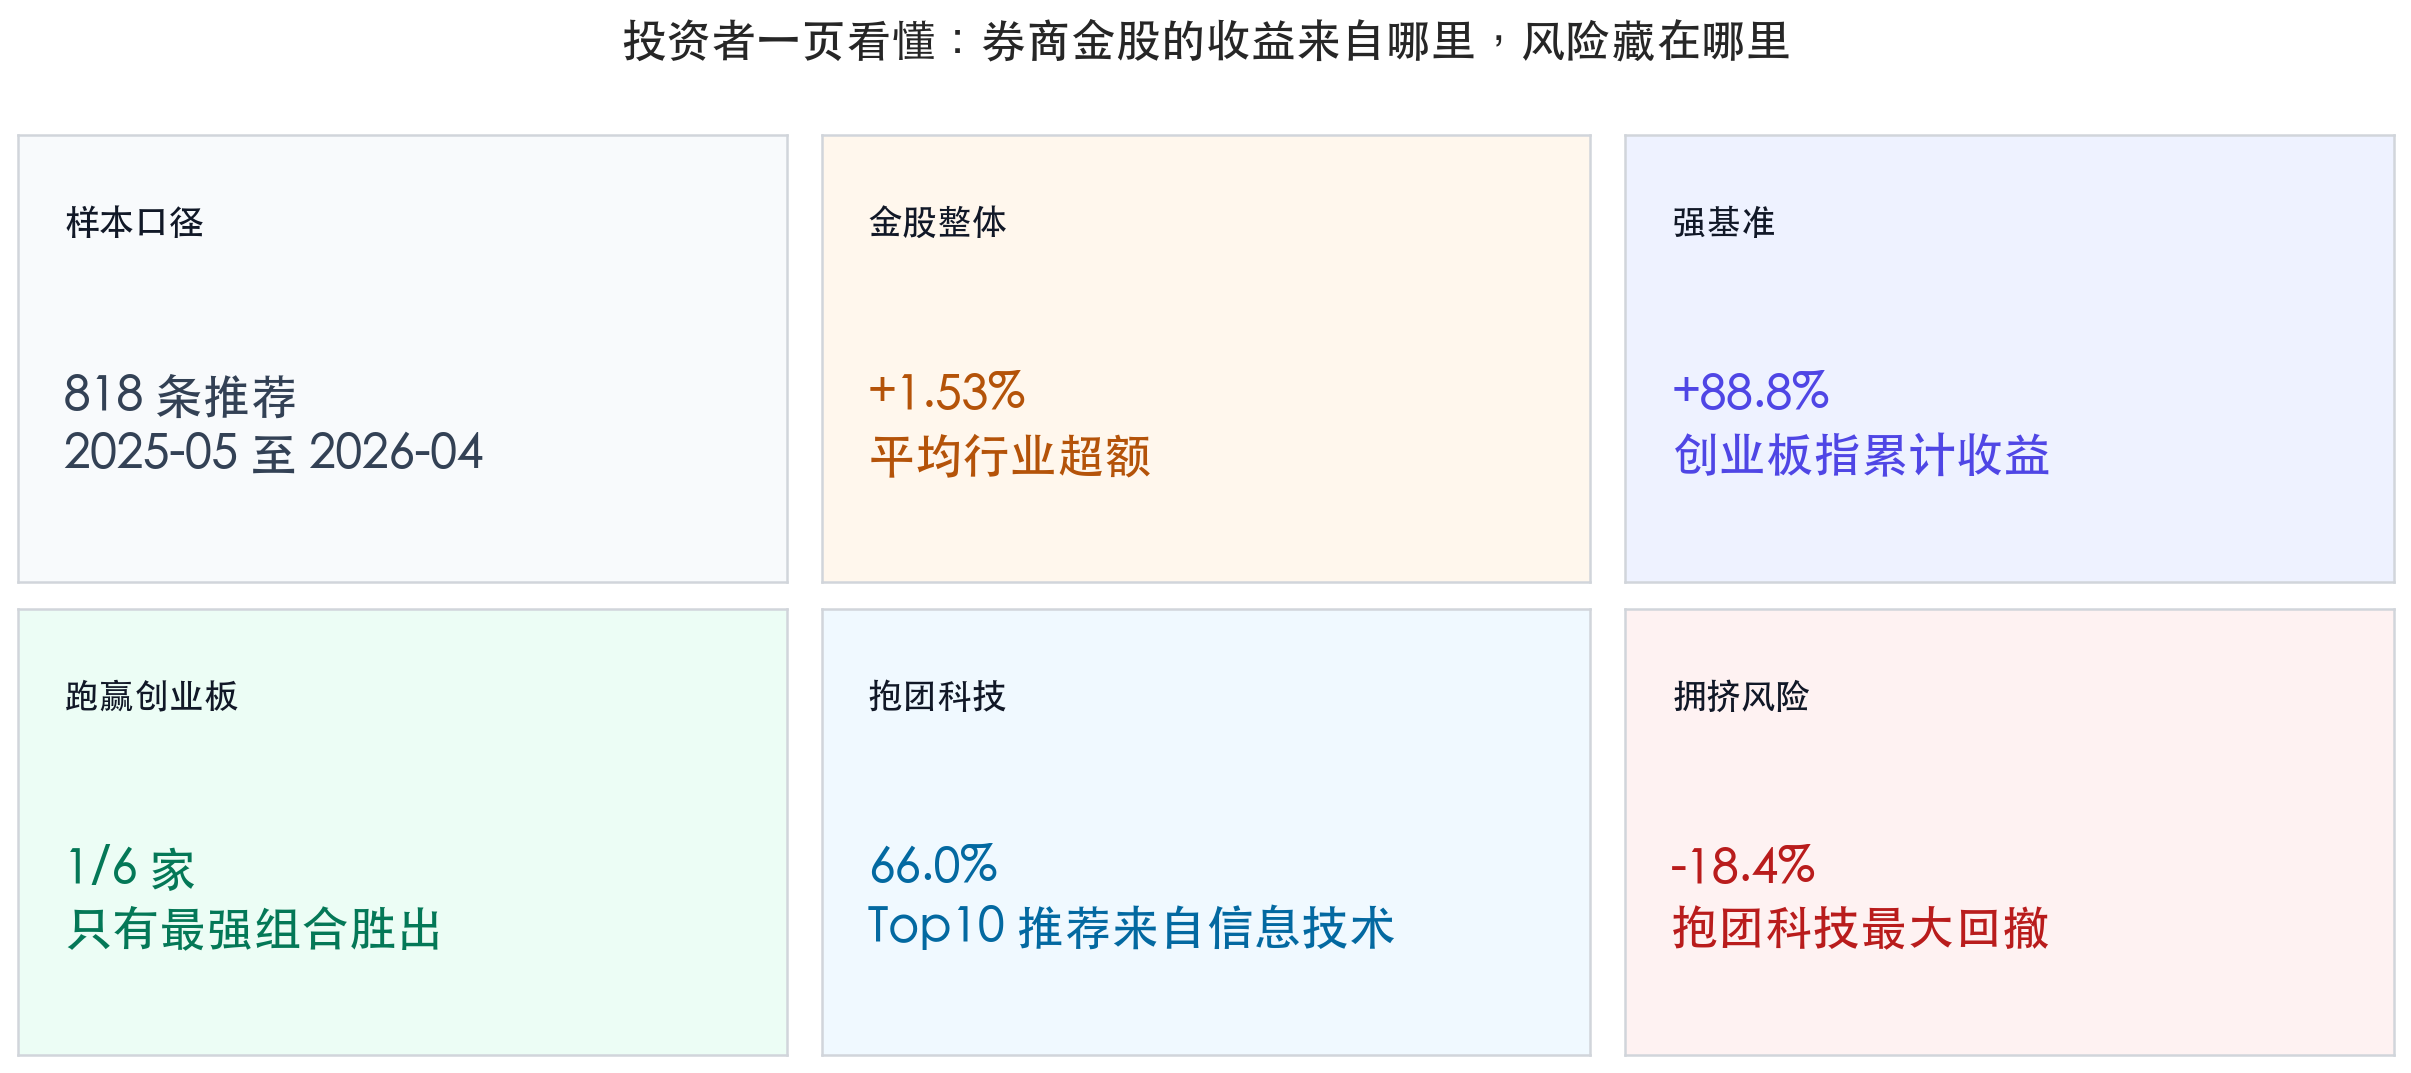 投资者一页看懂：券商金股的收益来自哪里，风险藏在哪里
样本口径
818 条推荐
2025-05 至 2026-04
金股整体
+1.53%
平均行业超额
强基准
+88.8%
创业板指累计收益
跑赢创业板
1/6 家
只有最强组合胜出
抱团科技
66.0%
Top10 推荐来自信息技术
拥挤风险
-18.4%
抱团科技最大回撤